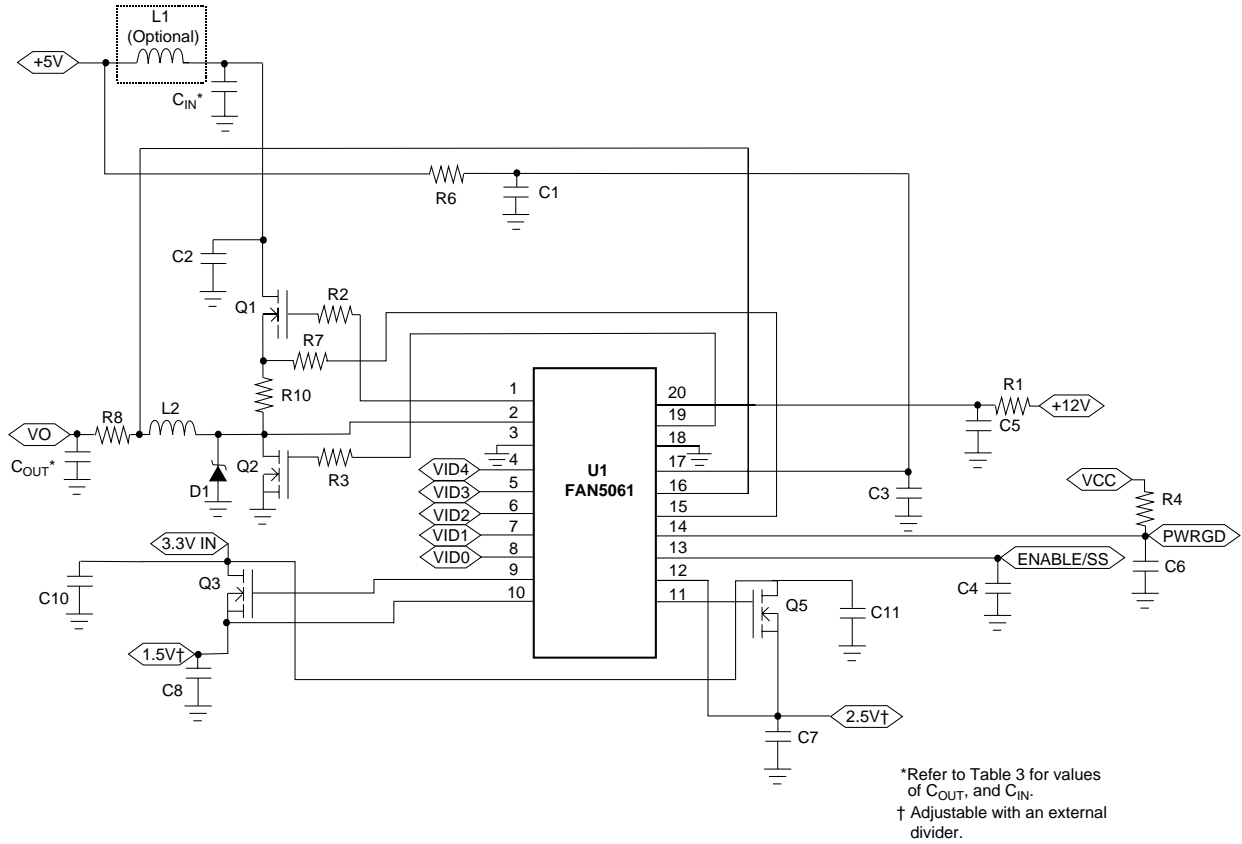 L1
(Optional)
+5V
CIN*
R6
C1
C2
Q1
R2
R7
R10
1
20
R1
+12V
2
19
C5
R8
L2
VO
3
18
COUT*
Q2
R3
4
17
VID4
D1
U1
FAN5061
VID3
5
16
C3
VCC
VID2
6
15
R4
VID1
7
14
PWRGD
3.3V IN
VID0
8
13
ENABLE/SS
C6
Q3
9
12
C4
C10
10
11
Q5
C11
1.5V†
C8
2.5V†
C7
*Refer to Table 3 for values
of COUT, and CIN.
† Adjustable with an external
divider.